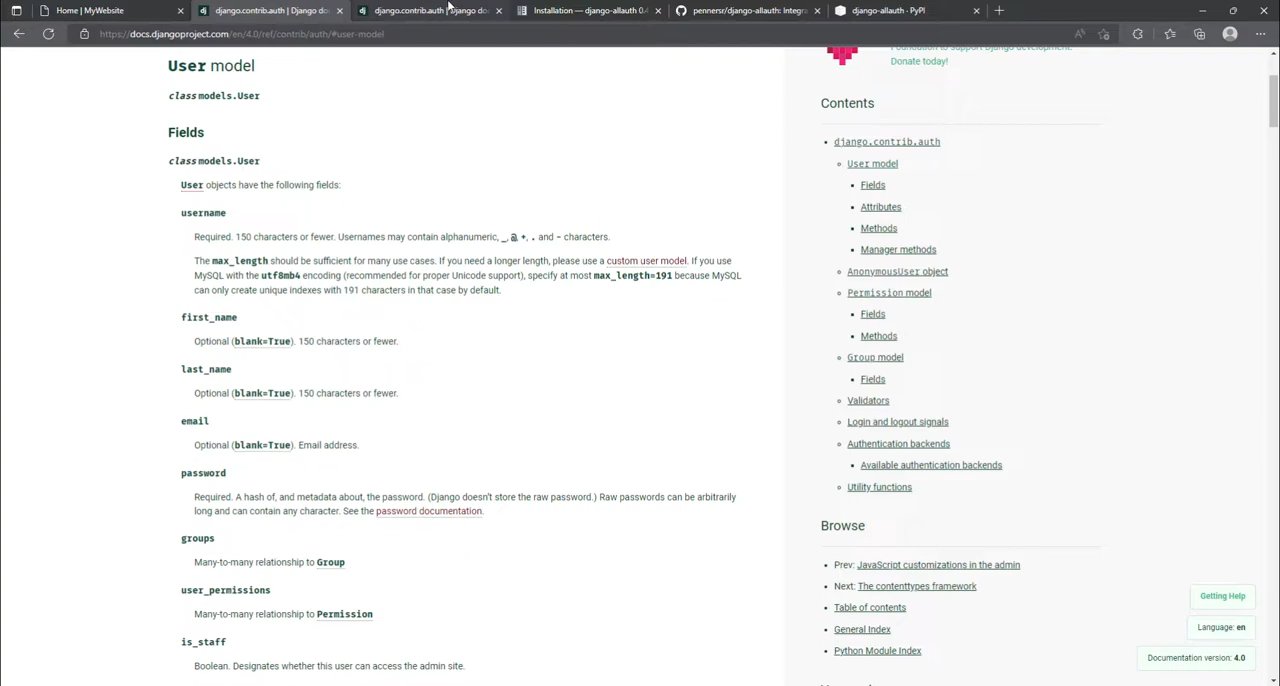 Home | MyWebsite
django.contrib.auth | Django do
django.contrib.auth | Django do
Installation — django-allauth 0.4
pennersr/django-allauth: Integra
django-allauth · PyPI
https://docs.djangoproject.com/en/4.0/ref/contrib/auth/#user-model
User model
class models.User
Fields
class models.User
User objects have the following fields:
username
Required. 150 characters or fewer. Usernames may contain alphanumeric, _, @, +, . and - characters.
The max_length should be sufficient for many use cases. If you need a longer length, please use a custom user model. If you use
MySQL with the utf8mb4 encoding (recommended for proper Unicode support), specify at most max_length=191 because MySQL
can only create unique indexes with 191 characters in that case by default.
first_name
Optional (blank=True). 150 characters or fewer.
last_name
Optional (blank=True). 150 characters or fewer.
email
Optional (blank=True). Email address.
password
Required. A hash of, and metadata about, the password. (Django doesn't store the raw password.) Raw passwords can be arbitrarily
long and can contain any character. See the password documentation.
groups
Many-to-many relationship to Group
user_permissions
Many-to-many relationship to Permission
is_staff
Boolean. Designates whether this user can access the admin site.
Foundation to support Django development.
Donate today!
Contents
django.contrib.auth
User model
Fields
Attributes
Methods
Manager methods
AnonymousUser object
Permission model
Fields
Methods
Group model
Fields
Validators
Login and logout signals
Authentication backends
Available authentication backends
Utility functions
Browse
Prev: JavaScript customizations in the admin
Next: The contenttypes framework
Table of contents
General Index
Python Module Index
Getting Help
Language: en
Documentation version: 4.0